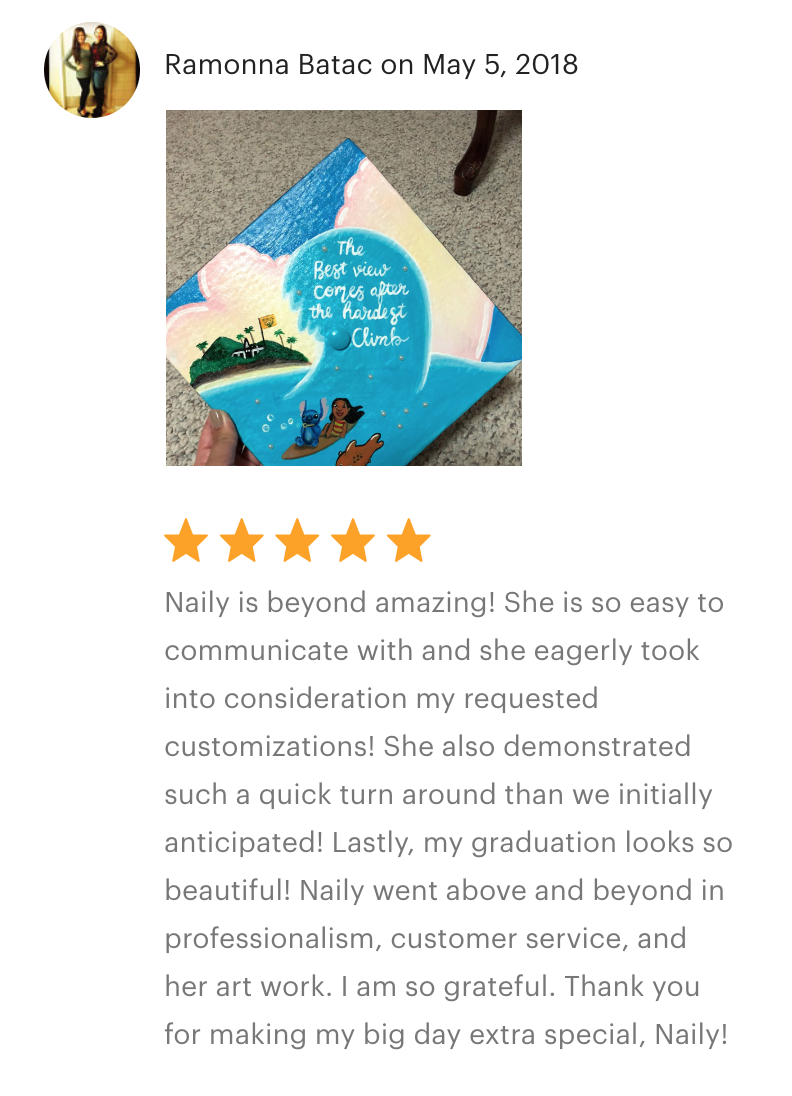 Ramonna Batac on May 5, 2018
The
Best view
comes after
the hardest
Climb
Naily is beyond amazing! She is so easy to
communicate with and she eagerly took
into consideration my requested
customizations! She also demonstrated
such a quick turn around than we initially
anticipated! Lastly, my graduation looks so
beautiful! Naily went above and beyond in
professionalism, customer service, and
her art work. I am so grateful. Thank you
for making my big day extra special, Naily!